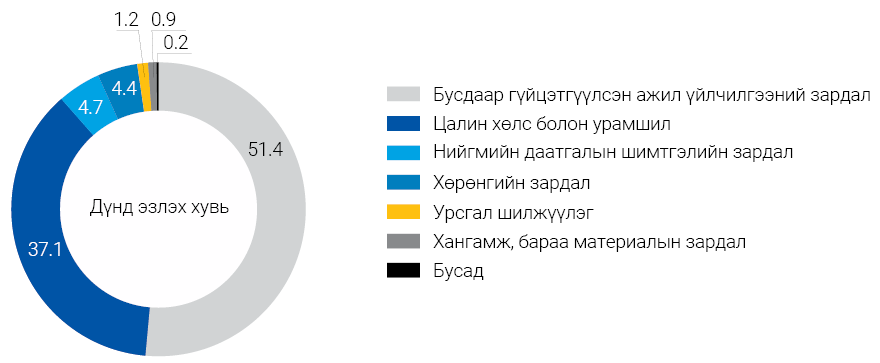 1.2
0.9
0.2
4.7
4.4
51.4
37.1
Дүнд эзлэх хувь
Бусдаар гүйцэтгүүлсэн ажил үйлчилгээний зардал
Цалин хөлс болон урамшил
Нийгмийн даатгалын шимтгэлийн зардал
Хөрөнгийн зардал
Урсгал шилжүүлэг
Хангамж, бараа материалын зардал
Бусад